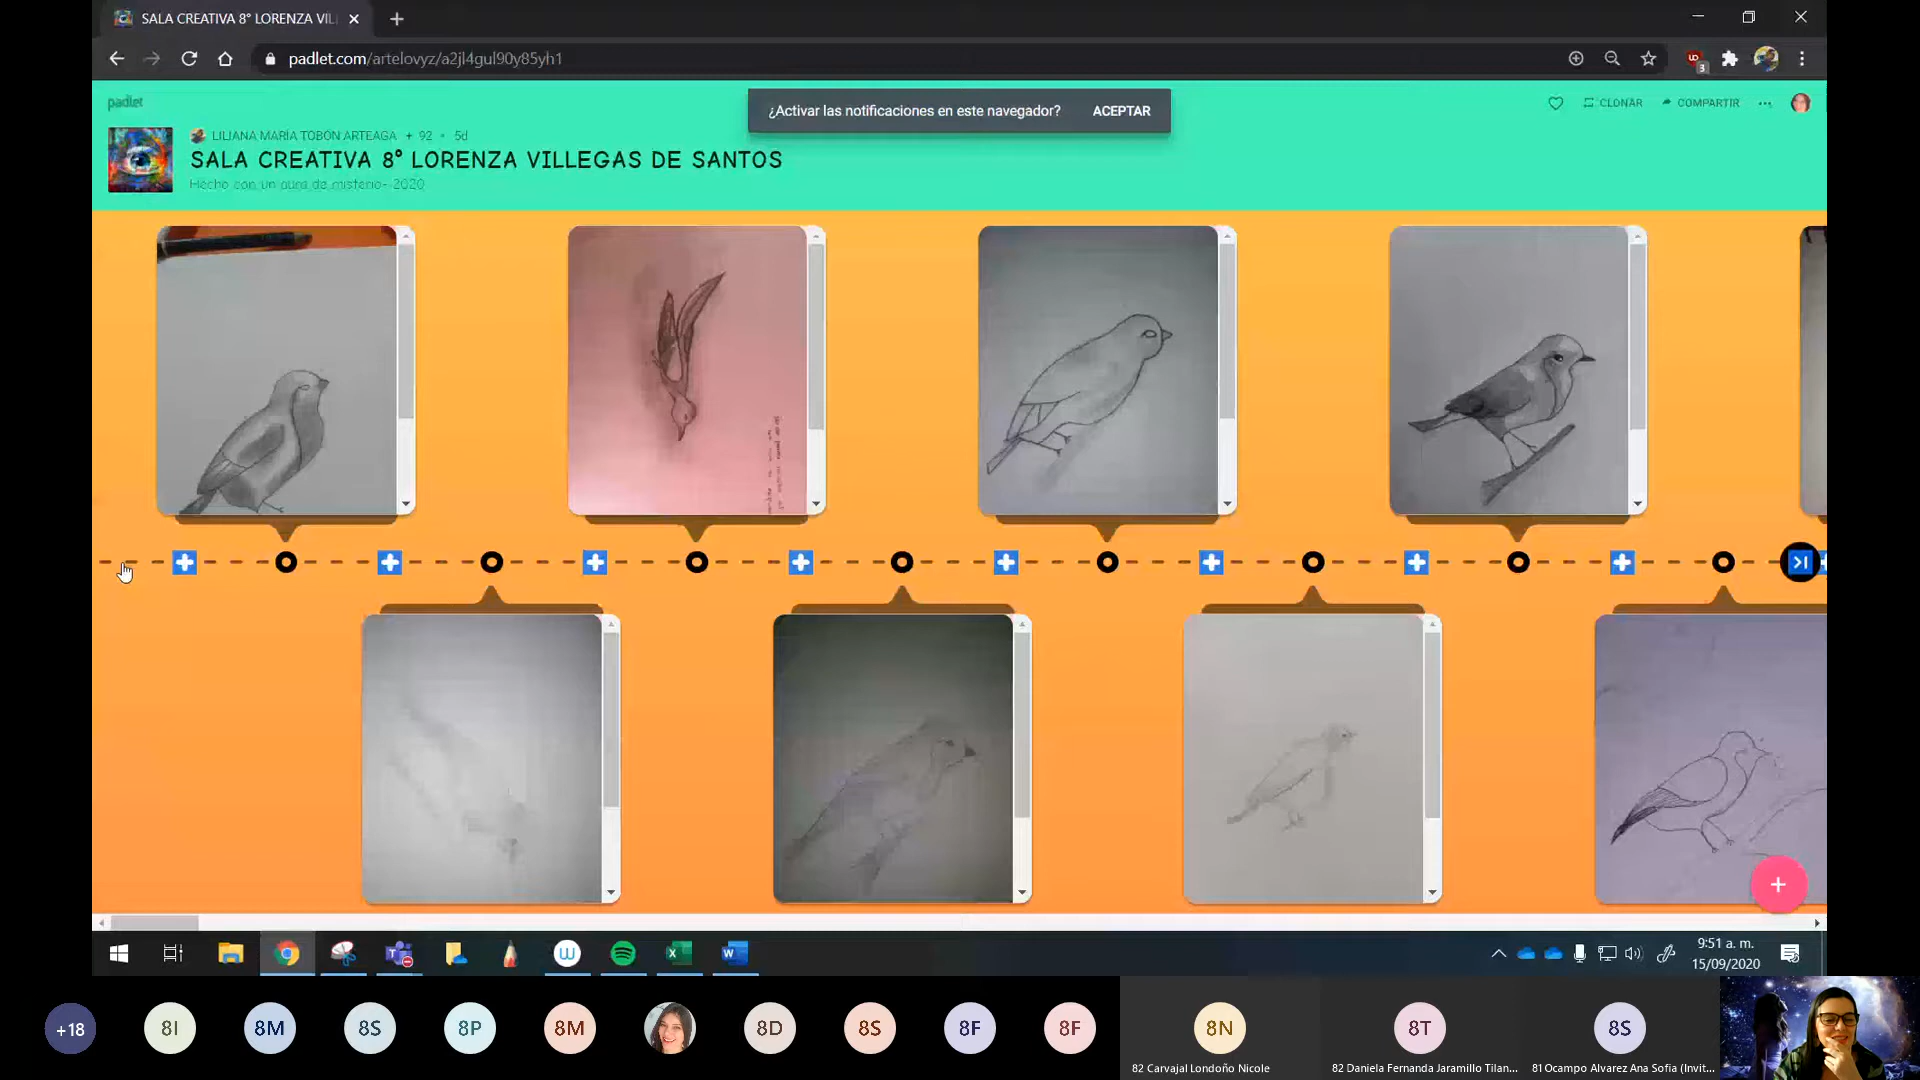 SALA CREATIVA 8° LORENZA VIL
padlet.com/artelovyz/a2jl4gul90y85yh1
3
padlet
¿Activar las notificaciones en este navegador? ACEPTAR
CLONAR COMPARTIR
LILIANA MARÍA TOBÓN ARTEAGA + 92 • 5d
SALA CREATIVA 8° LORENZA VILLEGAS DE SANTOS
Hecho con un aura de misterio- 2020
9:51 a. m.
15/09/2020
+18 8I 8M 8S 8P 8M 8D 8S 8F 8F 8N 8T 8S
82 Carvajal Londoño Nicole 82 Daniela Fernanda Jaramillo Tilan... 81 Ocampo Alvarez Ana Sofia (Invit...